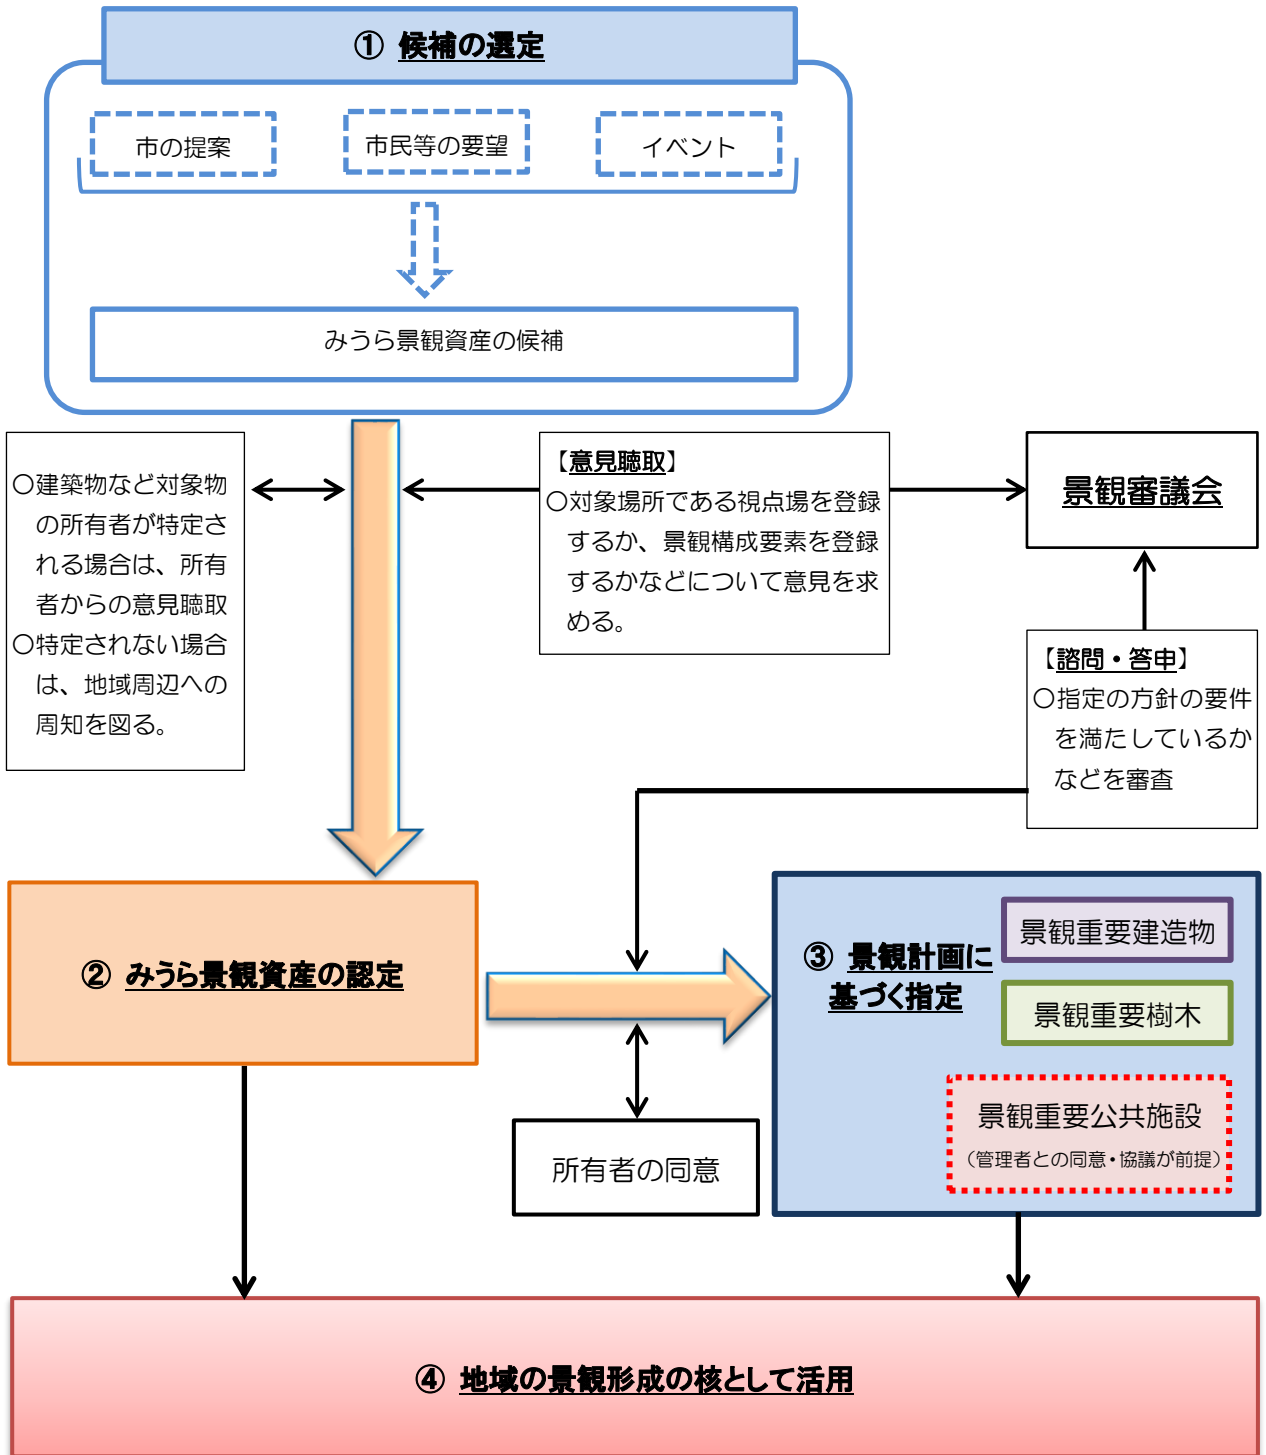 ① 候補の選定
市の提案
市民等の要望
イベント
みうら景観資産の候補
〇建築物など対象物
の所有者が特定さ
れる場合は、所有
者からの意見聴取
〇特定されない場合
は、地域周辺への
周知を図る。
【意見聴取】
〇対象場所である視点場を登録
するか、景観構成要素を登録
するかなどについて意見を求
める。
景観審議会
【諮問・答申】
〇指定の方針の要件
を満たしているか
などを審査
② みうら景観資産の認定
③ 景観計画に
基づく指定
景観重要建造物
景観重要樹木
景観重要公共施設
（管理者との同意・協議が前提）
所有者の同意
④ 地域の景観形成の核として活用